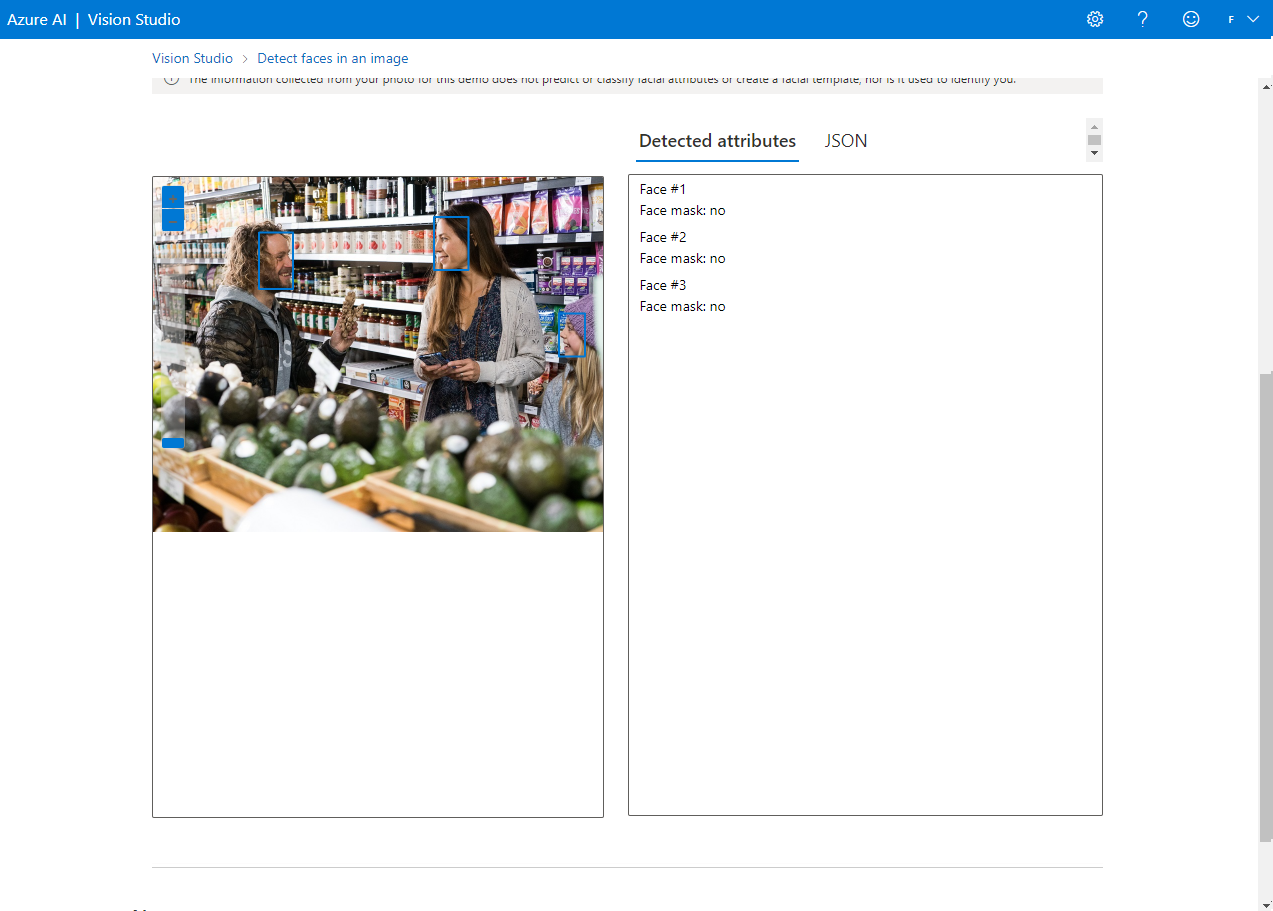 Azure AI | Vision Studio
F
Vision Studio > Detect faces in an image
The information collected from your photo for this demo does not predict or classify facial attributes or create a facial template, nor is it used to identify you.
Detected attributes
JSON
Face #1
Face mask: no
Face #2
Face mask: no
Face #3
Face mask: no